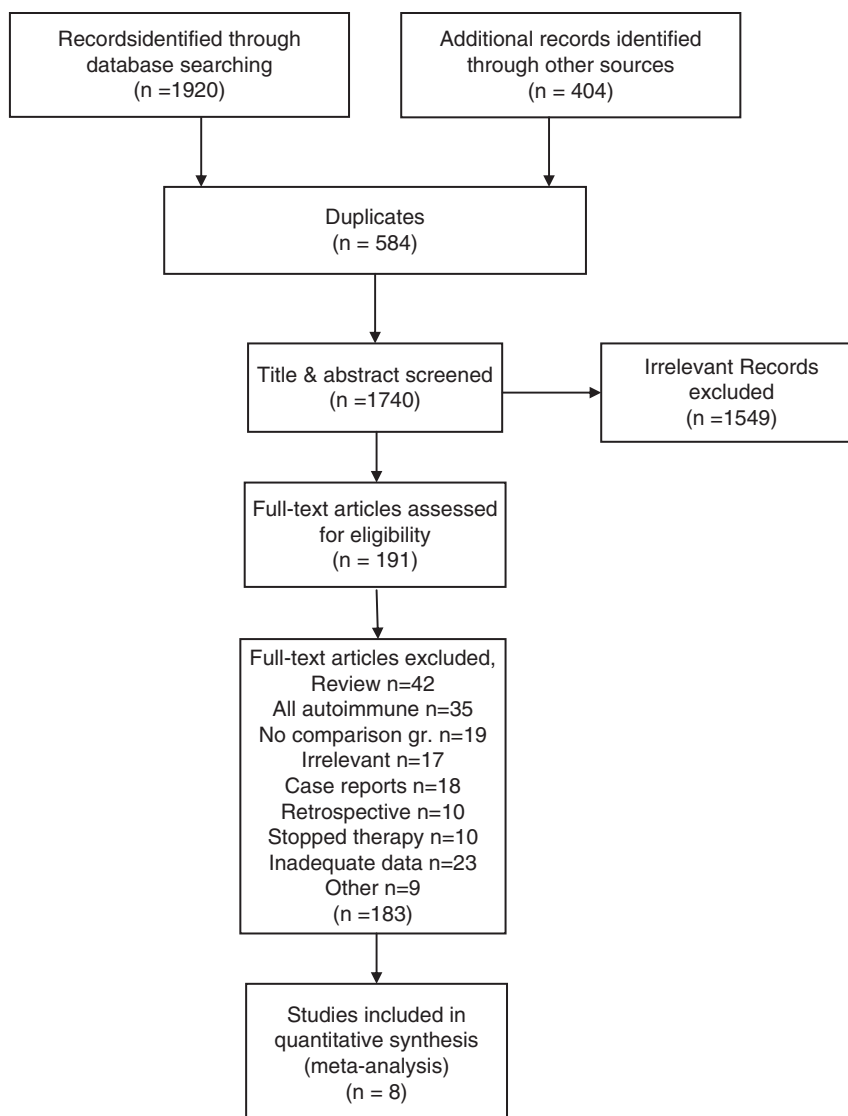 Recordsidentified through
database searching
(n =1920)
Additional records identified
through other sources
(n = 404)
Duplicates
(n = 584)
Title & abstract screened
(n =1740)
Irrelevant Records
excluded
(n =1549)
Full-text articles assessed
for eligibility
(n = 191)
Full-text articles excluded,
Review n=42
All autoimmune n=35
No comparison gr. n=19
Irrelevant n=17
Case reports n=18
Retrospective n=10
Stopped therapy n=10
Inadequate data n=23
Other n=9
(n =183)
Studies included in
quantitative synthesis
(meta-analysis)
(n = 8)